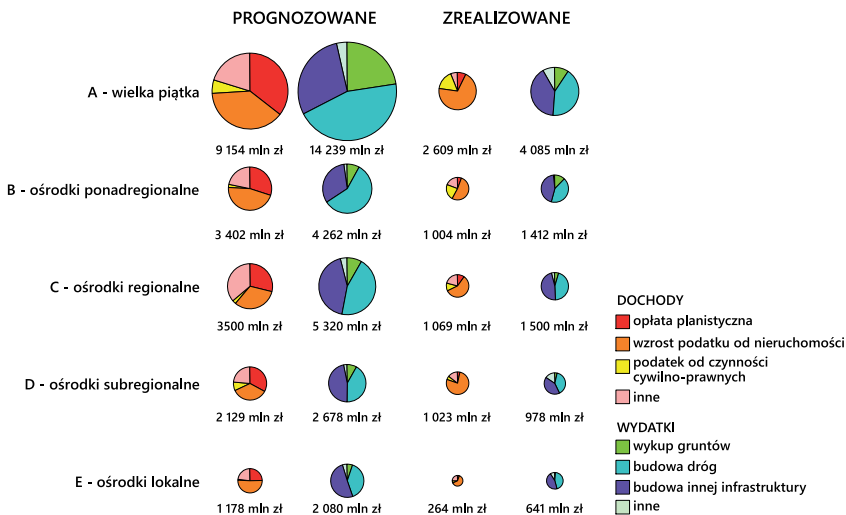 PROGNOZOWANE ZREALIZOWANE
A - wielka piątka
9 154 mln zł 14 239 mln zł 2 609 mln zł 4 085 mln zł
B - ośrodki ponadregionalne
3 402 mln zł 4 262 mln zł 1 004 mln zł 1 412 mln zł
C - ośrodki regionalne
3500 mln zł 5 320 mln zł 1 069 mln zł 1 500 mln zł
D - ośrodki subregionalne
2 129 mln zł 2 678 mln zł 1 023 mln zł 978 mln zł
E - ośrodki lokalne
1 178 mln zł 2 080 mln zł 264 mln zł 641 mln zł
DOCHODY
opłata planistyczna
wzrost podatku od nieruchomości
podatek od czynności
cywilno-prawnych
inne
WYDATKI
wykup gruntów
budowa dróg
budowa innej infrastruktury
inne